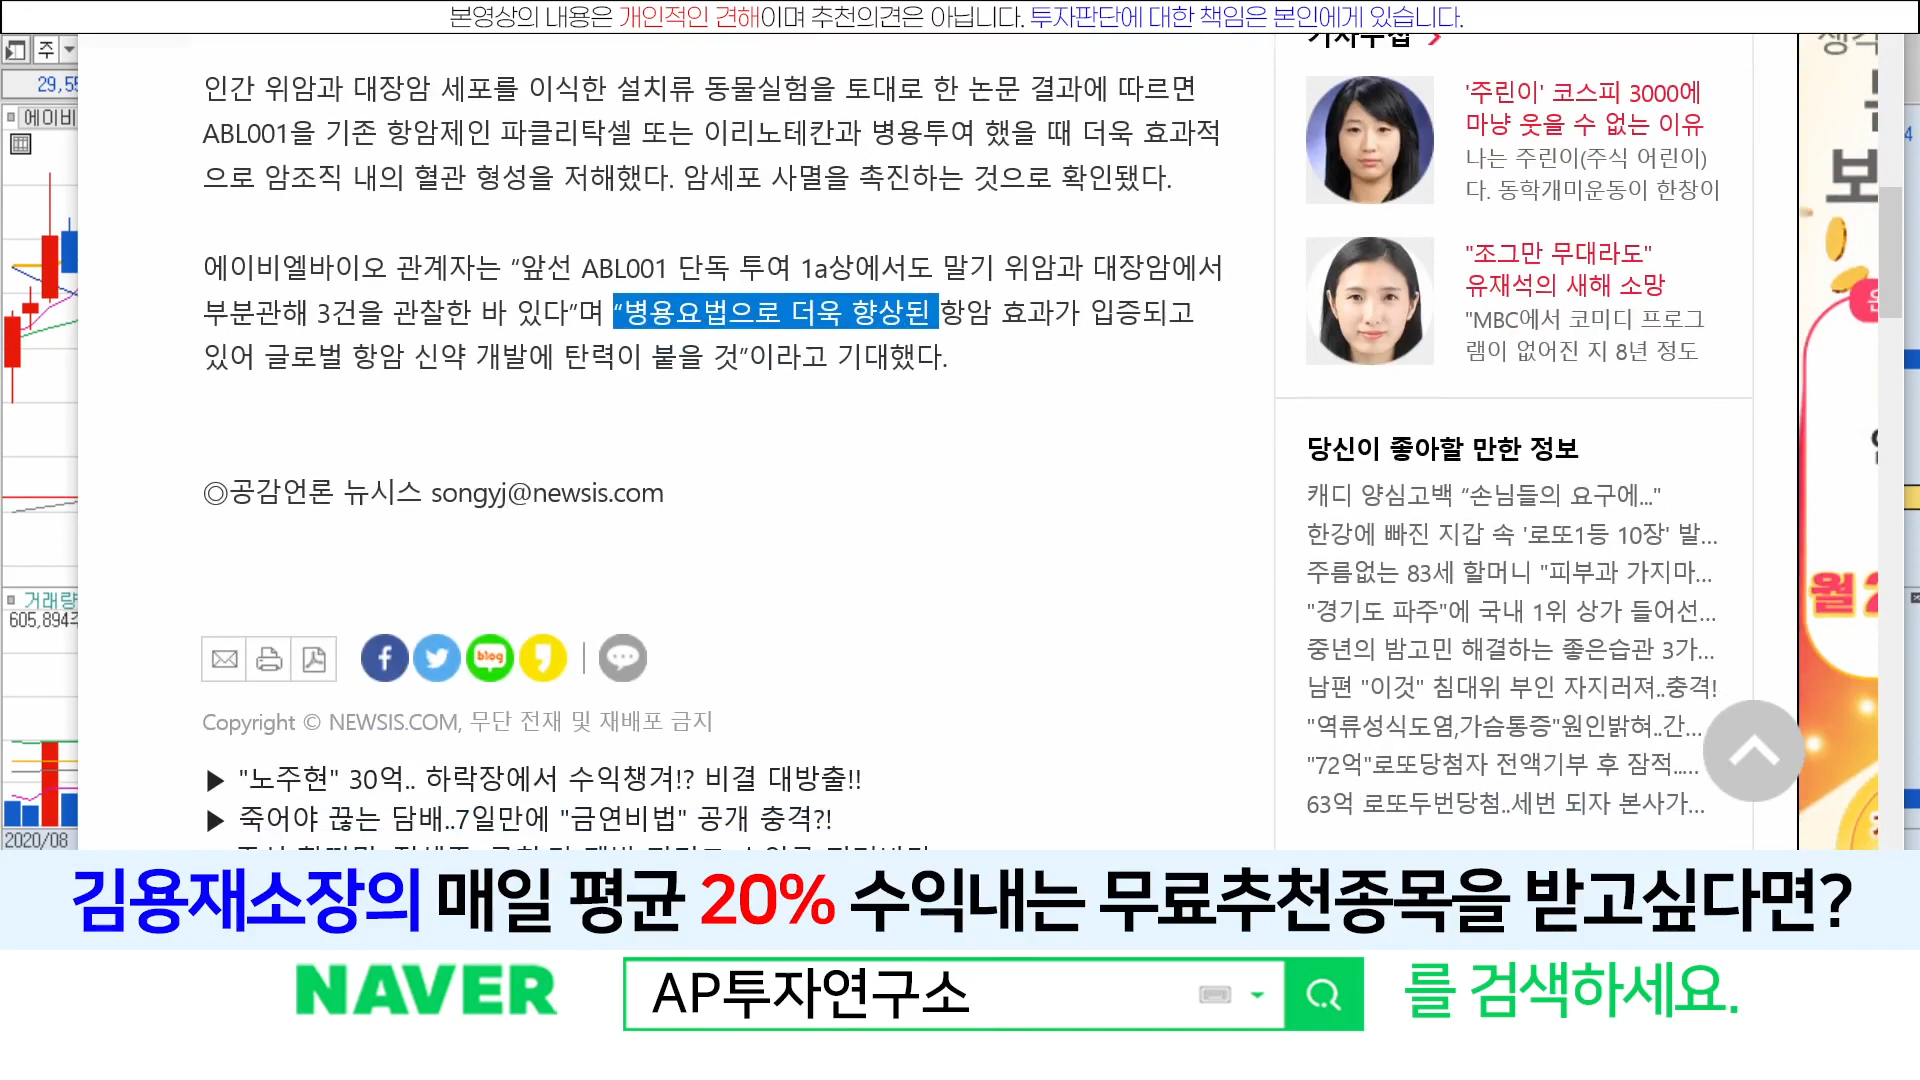 본영상의 내용은 개인적인 견해이며 추천의견은 아닙니다. 투자판단에 대한 책임은 본인에게 있습니다.
주
29,55
에이비
거래량
605,894주
2020/08
인간 위암과 대장암 세포를 이식한 설치류 동물실험을 토대로 한 논문 결과에 따르면
ABL001을 기존 항암제인 파클리탁셀 또는 이리노테칸과 병용투여 했을 때 더욱 효과적
으로 암조직 내의 혈관 형성을 저해했다. 암세포 사멸을 촉진하는 것으로 확인됐다.
에이비엘바이오 관계자는 “앞선 ABL001 단독 투여 1a상에서도 말기 위암과 대장암에서
부분관해 3건을 관찰한 바 있다”며 “병용요법으로 더욱 향상된 항암 효과가 입증되고
있어 글로벌 항암 신약 개발에 탄력이 붙을 것”이라고 기대했다.
◎공감언론 뉴시스 songyj@newsis.com
blog
Copyright © NEWSIS.COM, 무단 전재 및 재배포 금지
▶ "노주현" 30억.. 하락장에서 수익챙겨!? 비결 대방출!!
▶ 죽어야 끊는 담배..7일만에 "금연비법" 공개 충격?!
기자수첩
'주린이' 코스피 3000에
마냥 웃을 수 없는 이유
나는 주린이(주식 어린이)
다. 동학개미운동이 한창이
"조그만 무대라도"
유재석의 새해 소망
"MBC에서 코미디 프로그
램이 없어진 지 8년 정도
당신이 좋아할 만한 정보
캐디 양심고백 “손님들의 요구에..."
한강에 빠진 지갑 속 '로또1등 10장' 발...
주름없는 83세 할머니 "피부과 가지마...
"경기도 파주"에 국내 1위 상가 들어선...
중년의 밤고민 해결하는 좋은습관 3가...
남편 "이것" 침대위 부인 자지러져..충격!
"역류성식도염,가슴통증"원인밝혀..간...
"72억"로또당첨자 전액기부 후 잠적.....
63억 로또두번당첨..세번 되자 본사가...
생각
보
월2
4
김용재소장의 매일 평균 20% 수익내는 무료추천종목을 받고싶다면?
NAVER AP투자연구소 를 검색하세요.